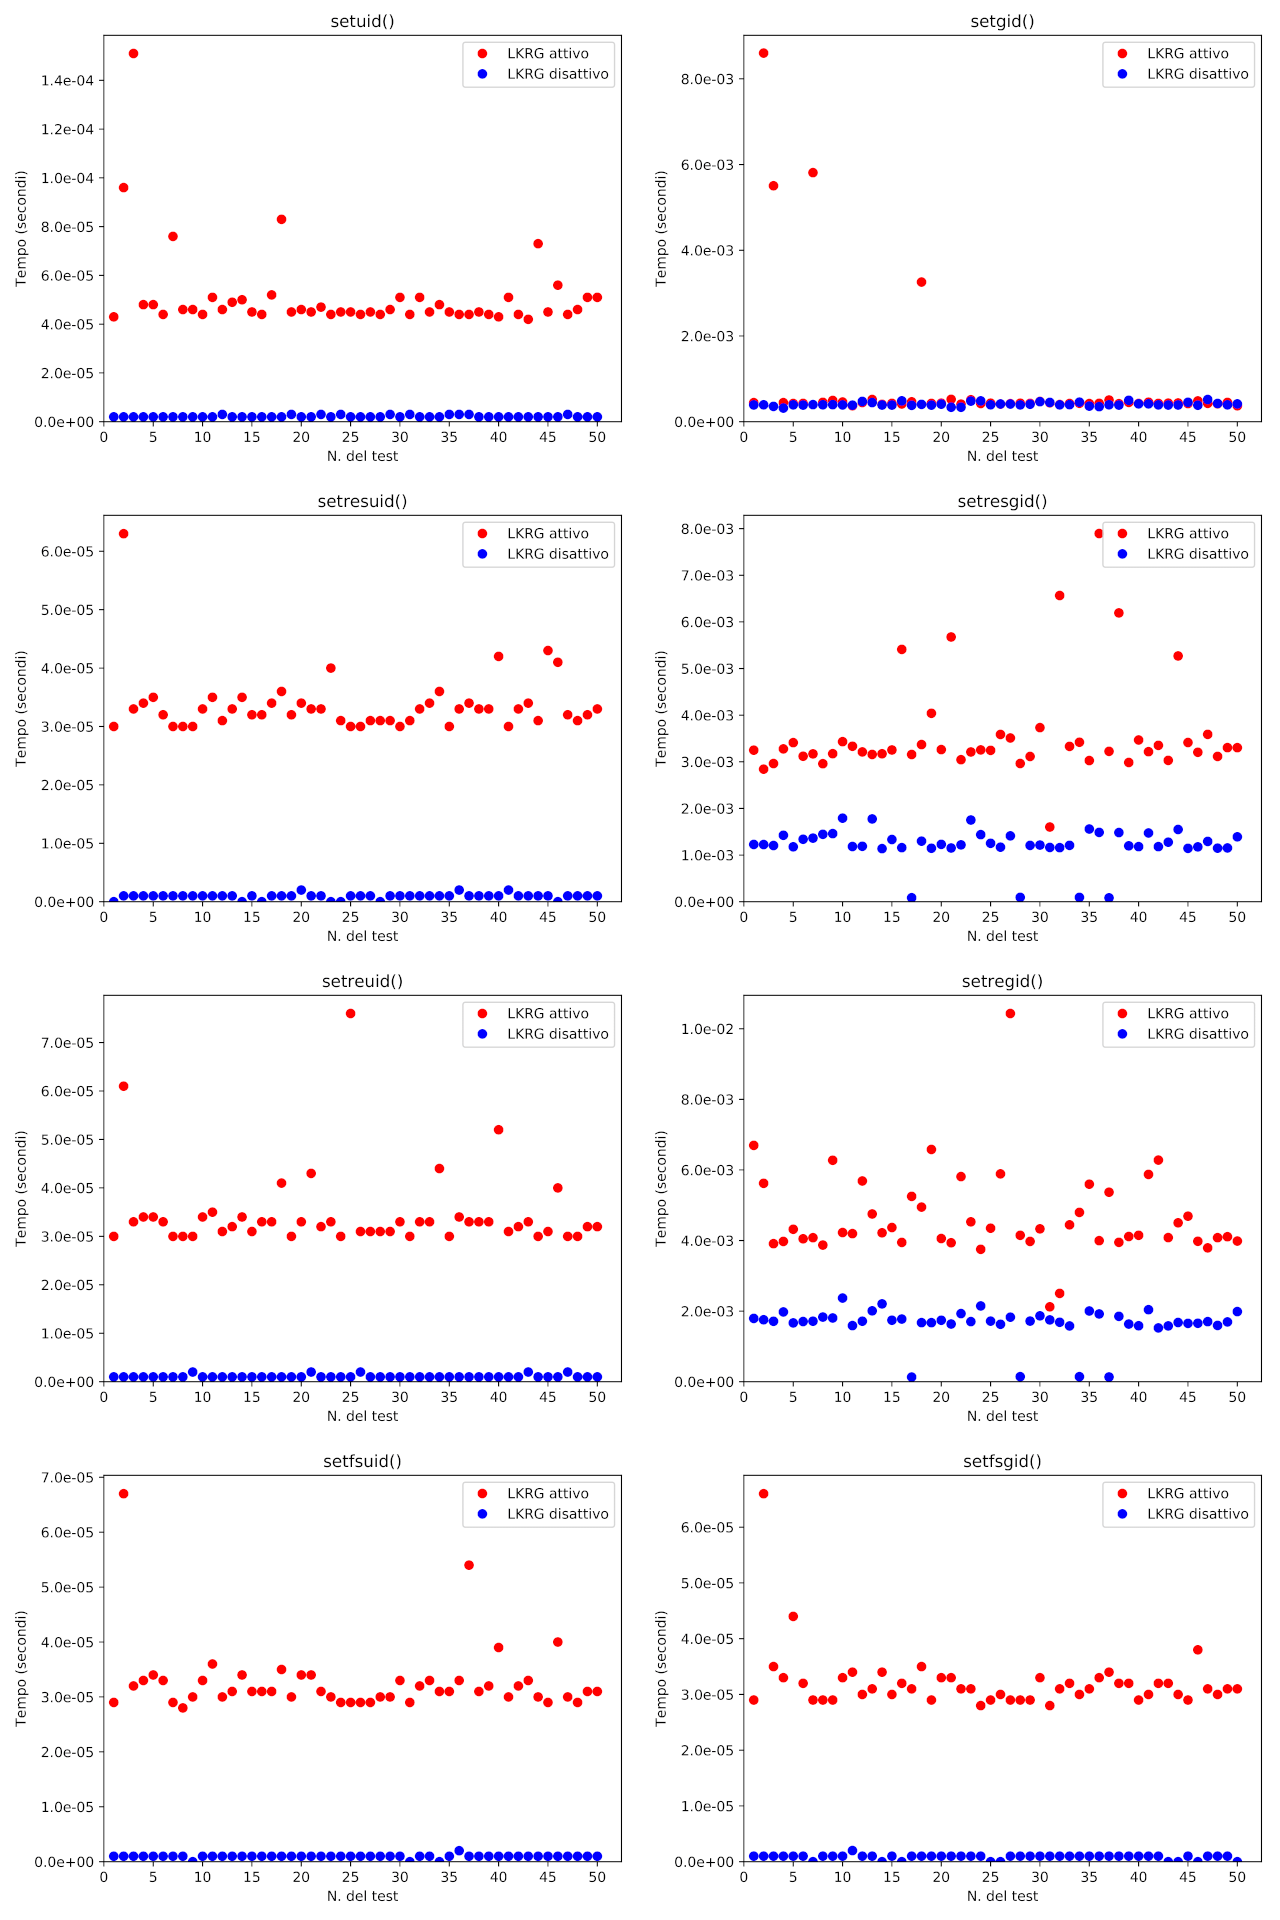 setuid()
LKRG attivo
LKRG disattivo
Tempo (secondi)
1.4e-04
1.2e-04
1.0e-04
8.0e-05
6.0e-05
4.0e-05
2.0e-05
0.0e+00
0 5 10 15 20 25 30 35 40 45 50
N. del test
setgid()
LKRG attivo
LKRG disattivo
Tempo (secondi)
8.0e-03
6.0e-03
4.0e-03
2.0e-03
0.0e+00
0 5 10 15 20 25 30 35 40 45 50
N. del test
setresuid()
LKRG attivo
LKRG disattivo
Tempo (secondi)
6.0e-05
5.0e-05
4.0e-05
3.0e-05
2.0e-05
1.0e-05
0.0e+00
0 5 10 15 20 25 30 35 40 45 50
N. del test
setresgid()
LKRG attivo
LKRG disattivo
Tempo (secondi)
8.0e-03
7.0e-03
6.0e-03
5.0e-03
4.0e-03
3.0e-03
2.0e-03
1.0e-03
0.0e+00
0 5 10 15 20 25 30 35 40 45 50
N. del test
setreuid()
LKRG attivo
LKRG disattivo
Tempo (secondi)
7.0e-05
6.0e-05
5.0e-05
4.0e-05
3.0e-05
2.0e-05
1.0e-05
0.0e+00
0 5 10 15 20 25 30 35 40 45 50
N. del test
setregid()
LKRG attivo
LKRG disattivo
Tempo (secondi)
1.0e-02
8.0e-03
6.0e-03
4.0e-03
2.0e-03
0.0e+00
0 5 10 15 20 25 30 35 40 45 50
N. del test
setfsuid()
LKRG attivo
LKRG disattivo
Tempo (secondi)
7.0e-05
6.0e-05
5.0e-05
4.0e-05
3.0e-05
2.0e-05
1.0e-05
0.0e+00
0 5 10 15 20 25 30 35 40 45 50
N. del test
setfsgid()
LKRG attivo
LKRG disattivo
Tempo (secondi)
6.0e-05
5.0e-05
4.0e-05
3.0e-05
2.0e-05
1.0e-05
0.0e+00
0 5 10 15 20 25 30 35 40 45 50
N. del test